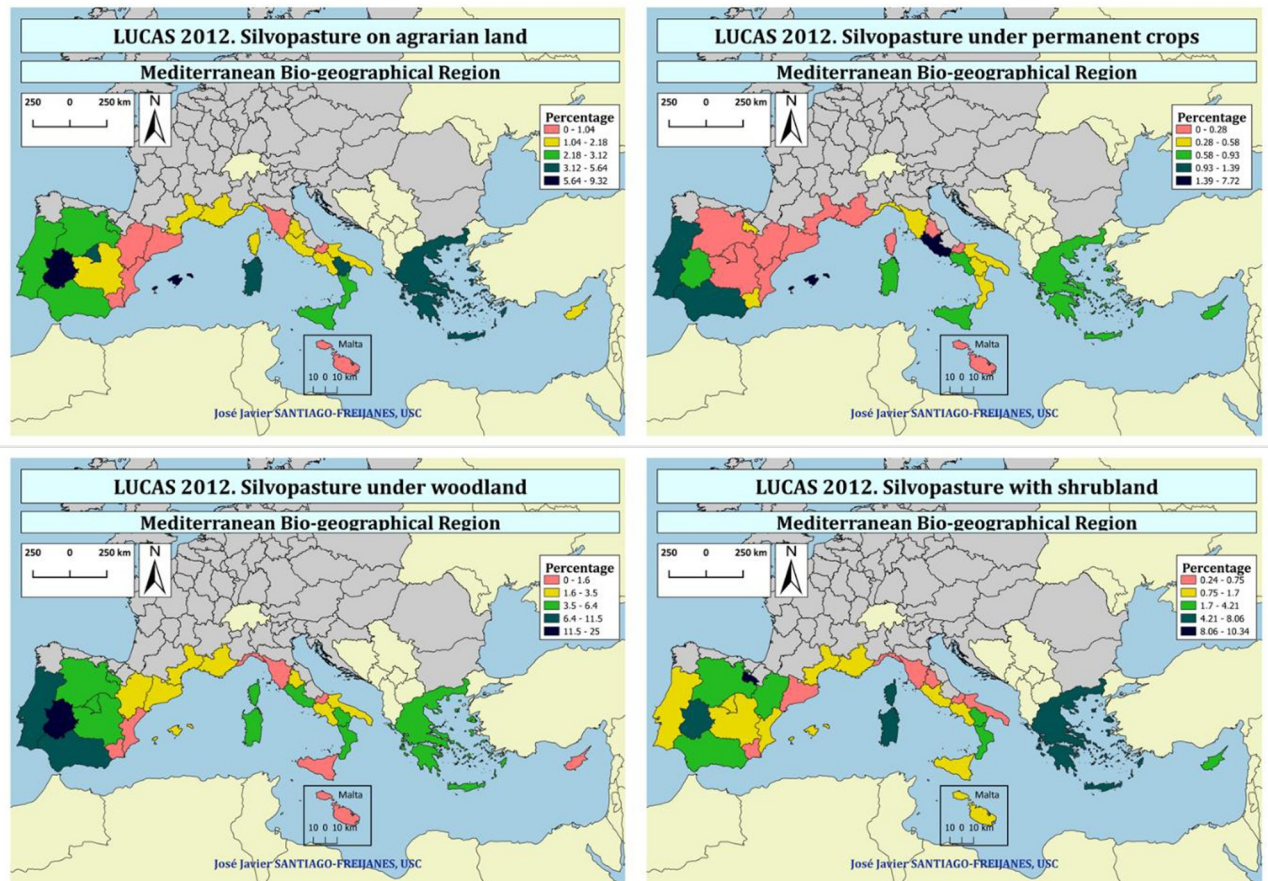 LUCAS 2012. Silvopasture on agrarian land
Mediterranean Bio-geographical Region
250 0 250 km
N
Percentage
0 - 1.04
1.04 - 2.18
2.18 - 3.12
3.12 - 5.64
5.64 - 9.32
Malta
10 0 10 km
José Javier SANTIAGO-FREIJANES, USC
LUCAS 2012. Silvopasture under permanent crops
Mediterranean Bio-geographical Region
250 0 250 km
N
Percentage
0 - 0.28
0.28 - 0.58
0.58 - 0.93
0.93 - 1.39
1.39 - 7.72
Malta
10 0 10 km
José Javier SANTIAGO-FREIJANES, USC
LUCAS 2012. Silvopasture under woodland
Mediterranean Bio-geographical Region
250 0 250 km
N
Percentage
0 - 1.6
1.6 - 3.5
3.5 - 6.4
6.4 - 11.5
11.5 - 25
Malta
10 0 10 km
José Javier SANTIAGO-FREIJANES, USC
LUCAS 2012. Silvopasture with shrubland
Mediterranean Bio-geographical Region
250 0 250 km
N
Percentage
0.24 - 0.75
0.75 - 1.7
1.7 - 4.21
4.21 - 8.06
8.06 - 10.34
Malta
10 0 10 km
José Javier SANTIAGO-FREIJANES, USC